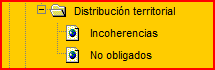 Distribución territorial
Incoherencias
No obligados